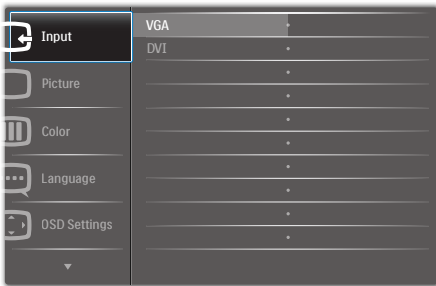 Input
Picture
Color
Language
OSD Settings
VGA
DVI